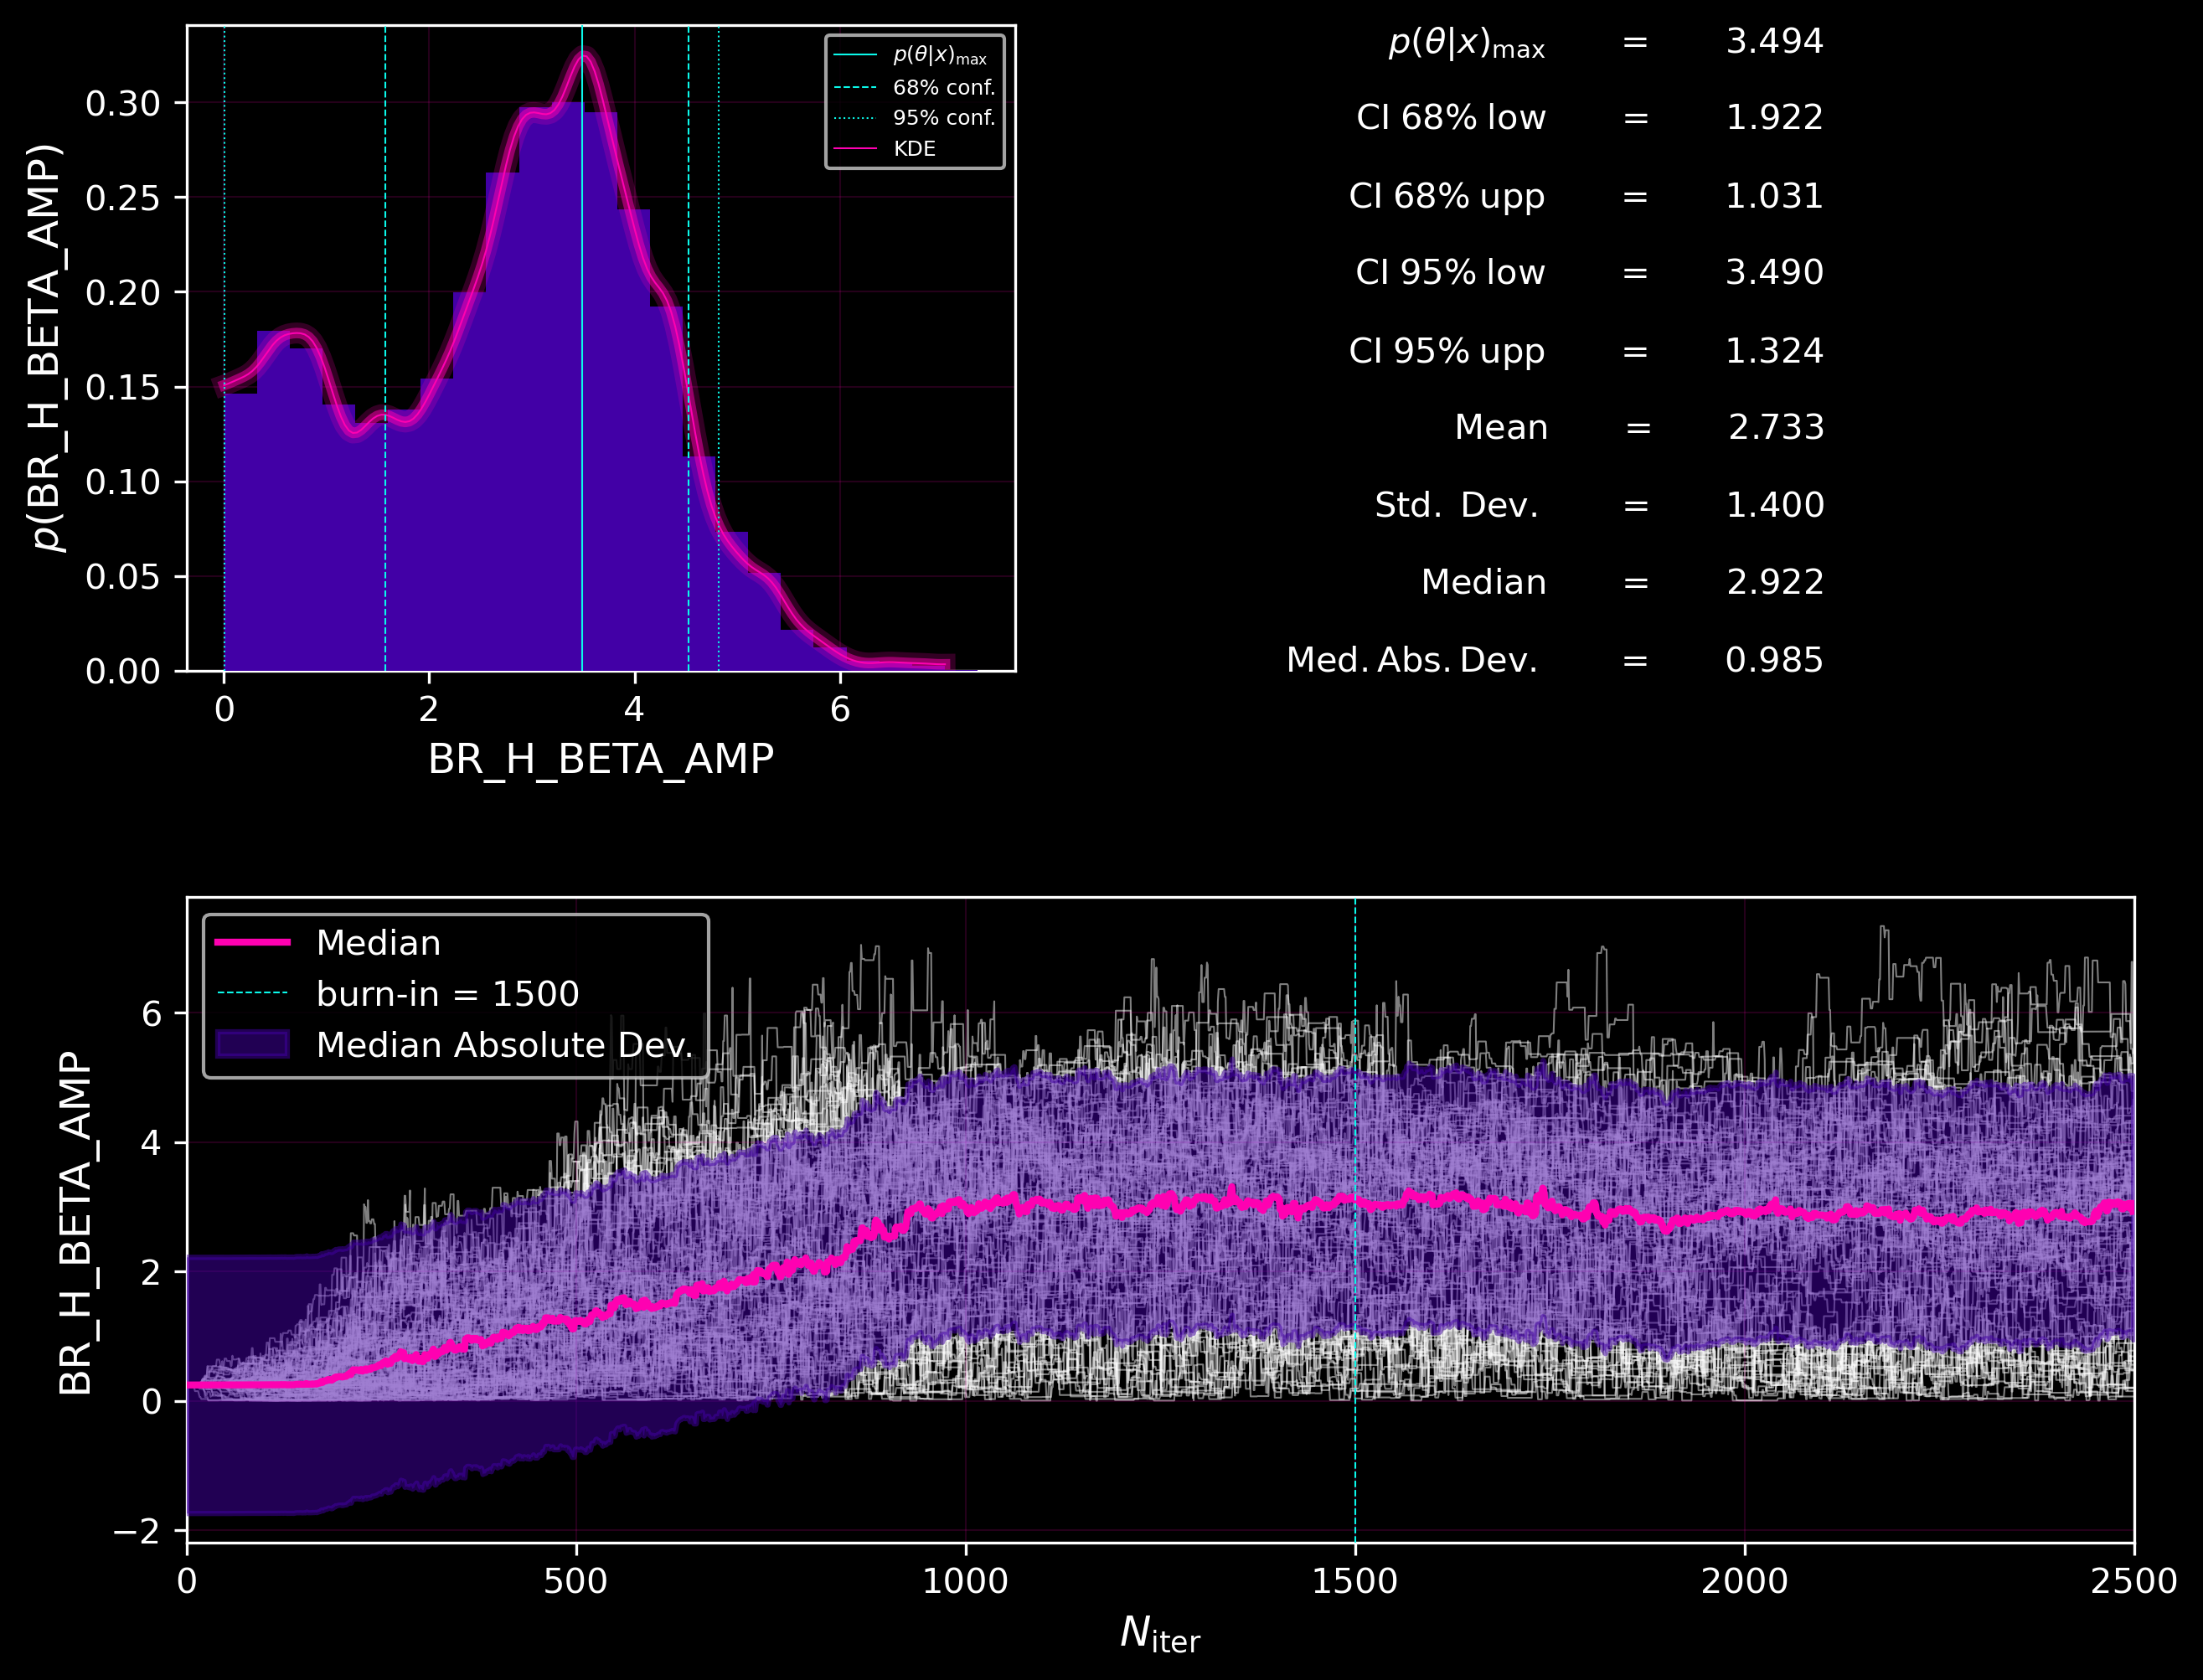 p(BR_H_BETA_AMP)
0.30
0.25
0.20
0.15
0.10
0.05
0.00
0 2 4 6
BR_H_BETA_AMP
p(θ|x)max
68% conf.
95% conf.
KDE
p(θ|x)max = 3.494
CI 68% low = 1.922
CI 68% upp = 1.031
CI 95% low = 3.490
CI 95% upp = 1.324
Mean = 2.733
Std. Dev. = 1.400
Median = 2.922
Med. Abs. Dev. = 0.985
BR_H_BETA_AMP
6
4
2
0
−2
Median
burn-in = 1500
Median Absolute Dev.
0 500 1000 1500 2000 2500
Niter